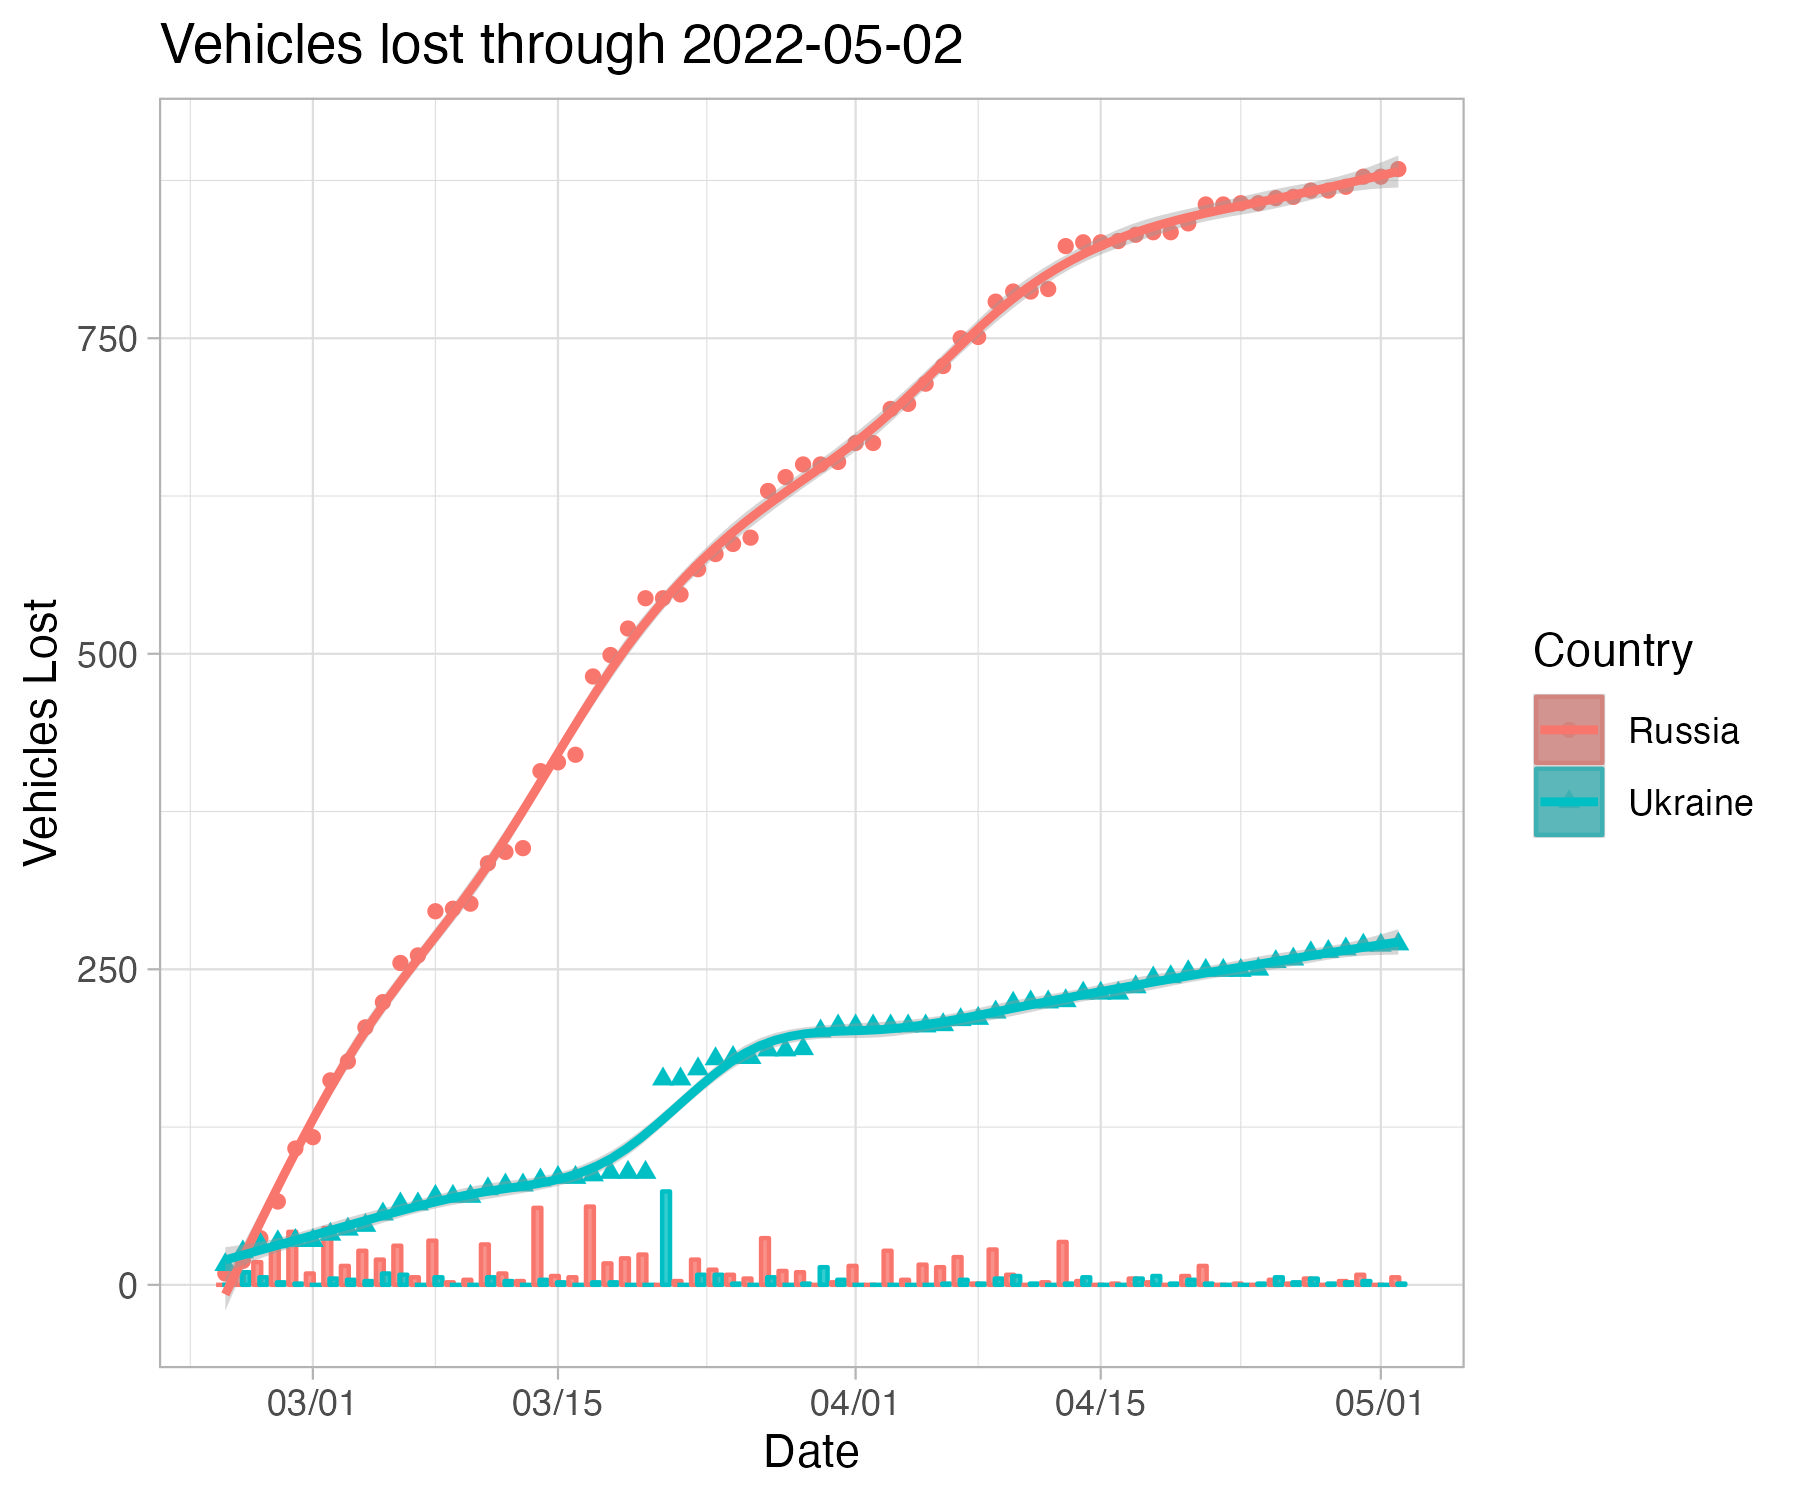 Vehicles lost through 2022-05-02
Vehicles Lost
750
500
250
0
03/01
03/15
04/01
04/15
05/01
Date
Country
Russia
Ukraine